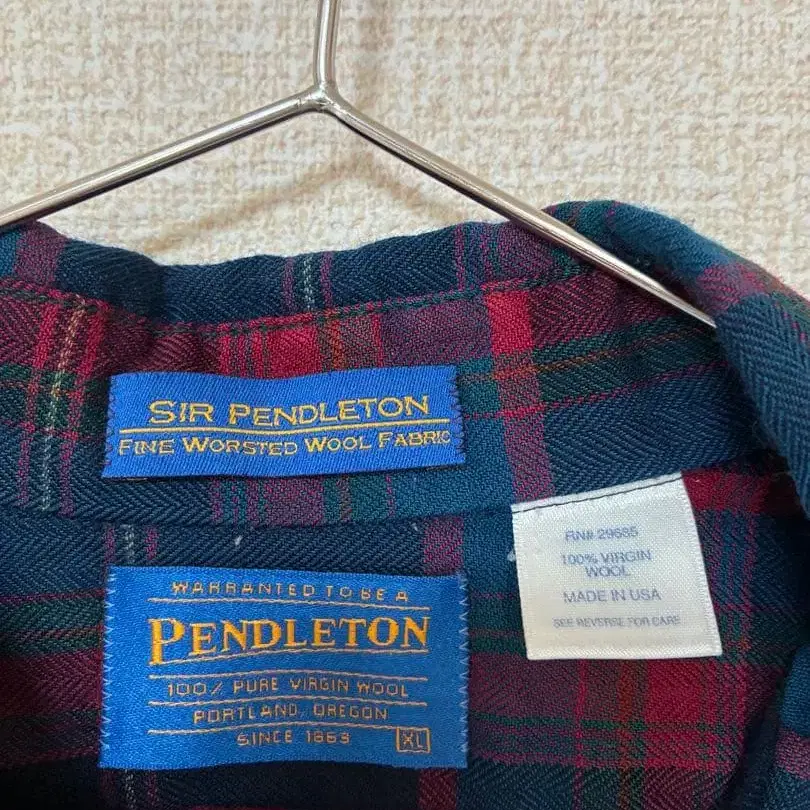 SIR PENDLETON
FINE WORSTED WOOL FABRIC
WARRANTED TO BE A
PENDLETON
100% PURE VIRGIN WOOL
PORTLAND, OREGON
SINCE 1863
XL
RN# 29685
100% VIRGIN
WOOL
MADE IN USA
SEE REVERSE FOR CARE